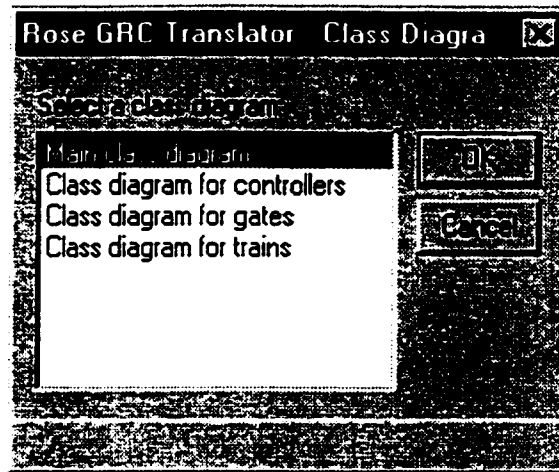 Rose GRC Translator Class Diagra
Select a class diagram:
Main class diagram
Class diagram for controllers
Class diagram for gates
Class diagram for trains
OK
Cancel